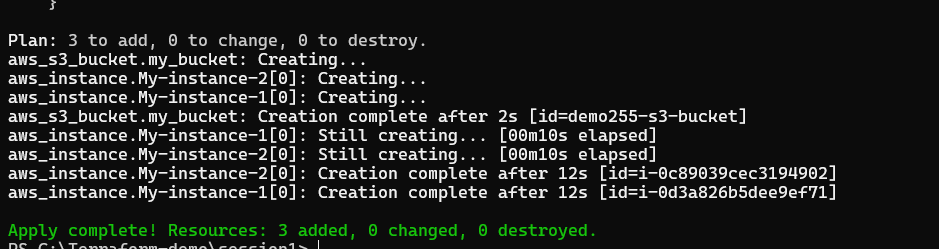 }
Plan: 3 to add, 0 to change, 0 to destroy.
aws_s3_bucket.my_bucket: Creating...
aws_instance.My-instance-2[0]: Creating...
aws_instance.My-instance-1[0]: Creating...
aws_s3_bucket.my_bucket: Creation complete after 2s [id=demo255-s3-bucket]
aws_instance.My-instance-1[0]: Still creating... [00m10s elapsed]
aws_instance.My-instance-2[0]: Still creating... [00m10s elapsed]
aws_instance.My-instance-2[0]: Creation complete after 12s [id=i-0c89039cec3194902]
aws_instance.My-instance-1[0]: Creation complete after 12s [id=i-0d3a826b5dee9ef71]
Apply complete! Resources: 3 added, 0 changed, 0 destroyed.
PS C:\Terraform-demo\session1>